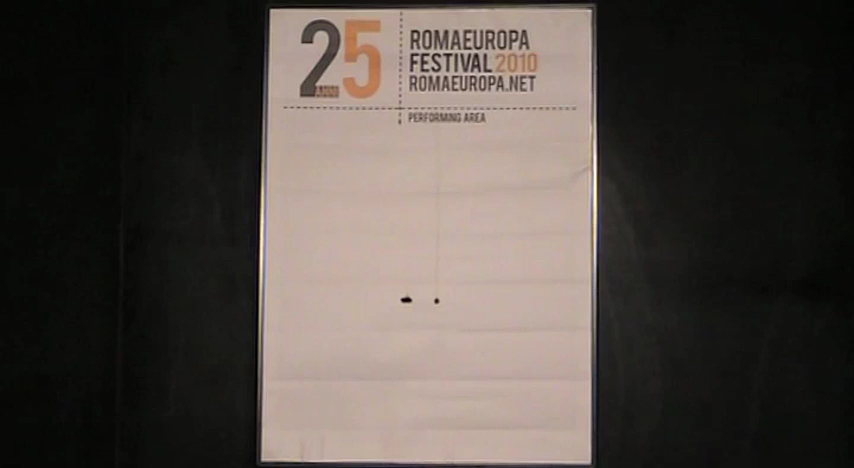 25
ANNI
ROMAEUROPA
FESTIVAL 2010
ROMAEUROPA.NET
PERFORMING AREA